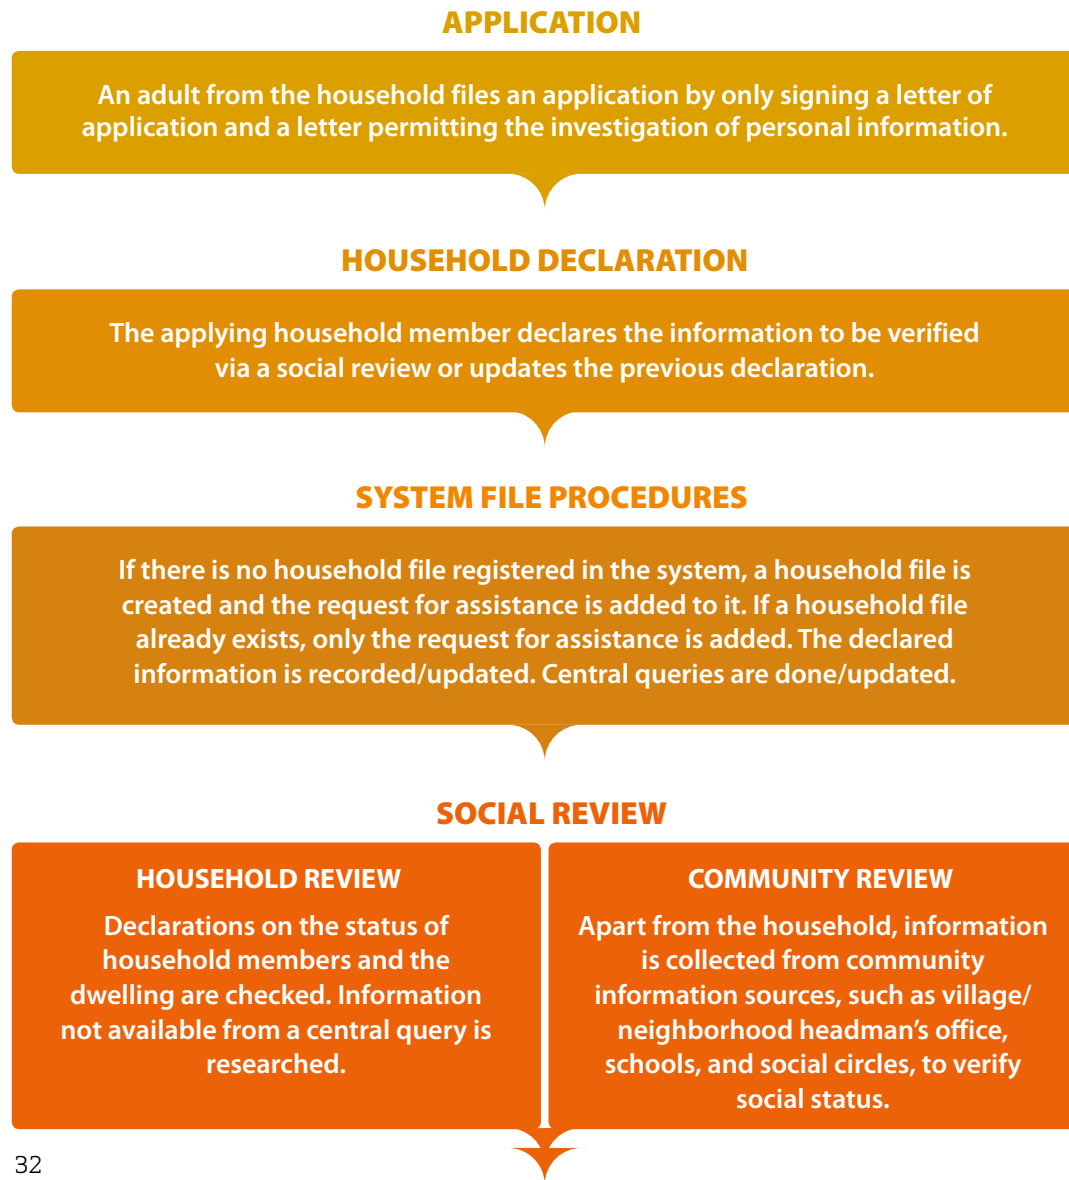 APPLICATION
An adult from the household files an application by only signing a letter of
application and a letter permitting the investigation of personal information.
HOUSEHOLD DECLARATION
The applying household member declares the information to be verified
via a social review or updates the previous declaration.
SYSTEM FILE PROCEDURES
If there is no household file registered in the system, a household file is
created and the request for assistance is added to it. If a household file
already exists, only the request for assistance is added. The declared
information is recorded/updated. Central queries are done/updated.
SOCIAL REVIEW
HOUSEHOLD REVIEW
Declarations on the status of
household members and the
dwelling are checked. Information
not available from a central query is
researched.
COMMUNITY REVIEW
Apart from the household, information
is collected from community
information sources, such as village/
neighborhood headman’s office,
schools, and social circles, to verify
social status.
32